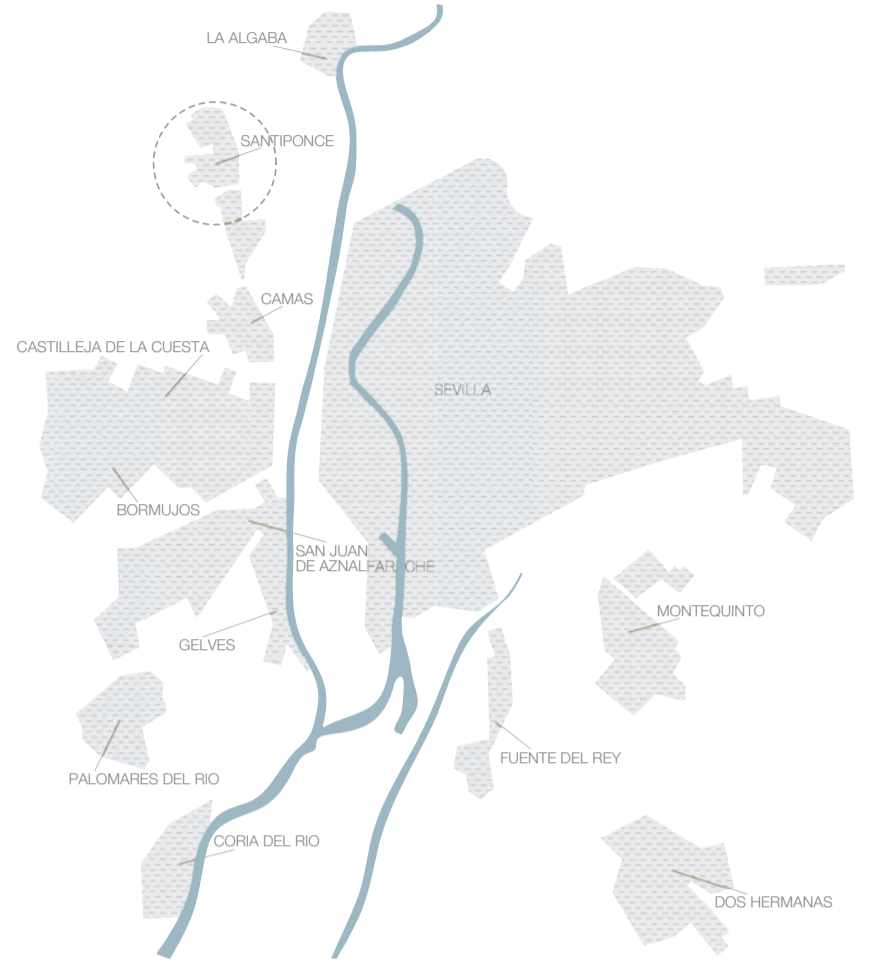 LA ALGABA
SANTIPONCE
CAMAS
CASTILLEJA DE LA CUESTA
SEVILLA
BORMUJOS
SAN JUAN
DE AZNALFARACHE
MONTEQUINTO
GELVES
FUENTE DEL REY
PALOMARES DEL RIO
CORIA DEL RIO
DOS HERMANAS